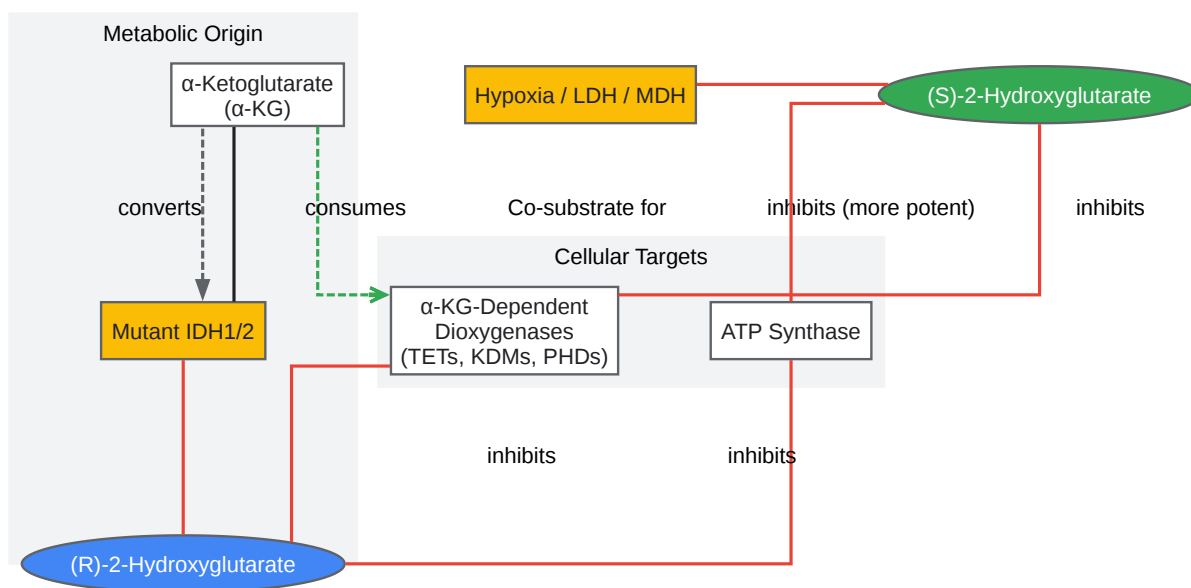 Metabolic Origin
α-Ketoglutarate
(α-KG)
Hypoxia / LDH / MDH
(S)-2-Hydroxyglutarate
converts
consumes
Co-substrate for
inhibits (more potent)
inhibits
Cellular Targets
Mutant IDH1/2
α-KG-Dependent
Dioxygenases
(TETs, KDMs, PHDs)
ATP Synthase
inhibits
inhibits
(R)-2-Hydroxyglutarate